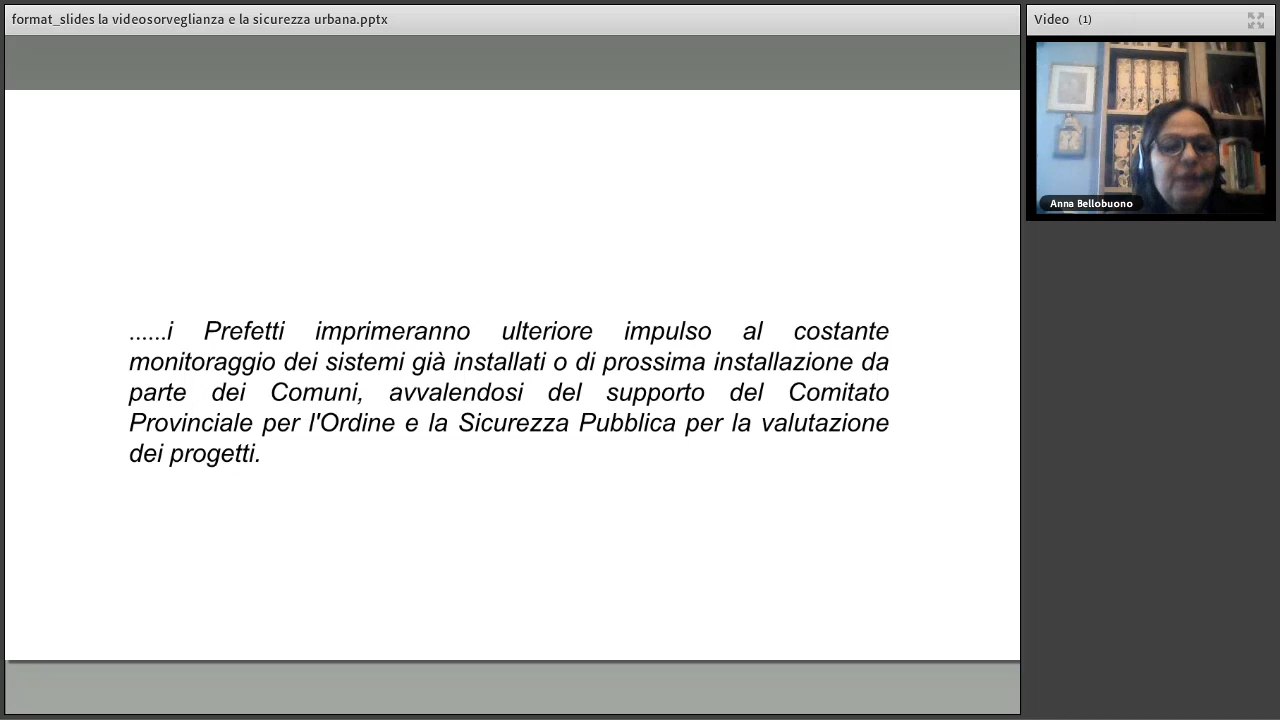 format_slides la videosorveglianza e la sicurezza urbana.pptx
Video (1)
Anna Bellobuono
......i Prefetti imprimeranno ulteriore impulso al costante
monitoraggio dei sistemi già installati o di prossima installazione da
parte dei Comuni, avvalendosi del supporto del Comitato
Provinciale per l'Ordine e la Sicurezza Pubblica per la valutazione
dei progetti.